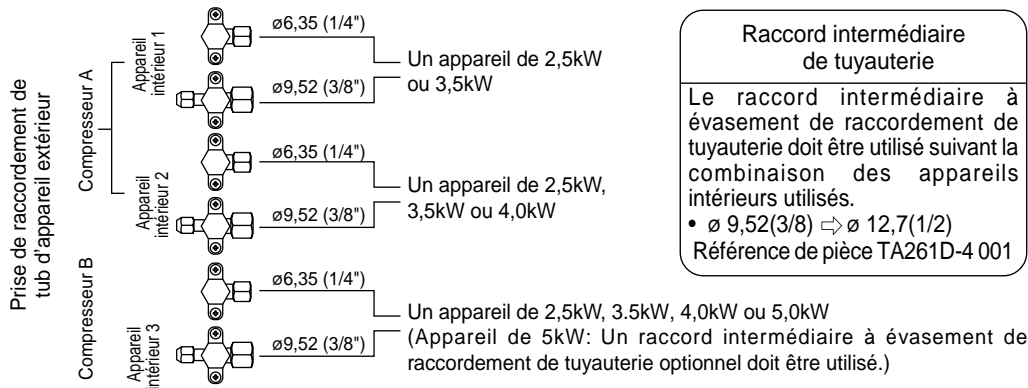 Prise de racccordement de
tub d'appareil extérieur
Compresseur A
Appareil
intérieur 1
ø6,35 (1/4")
ø9,52 (3/8")
Un appareil de 2,5kW
ou 3,5kW
Appareil
intérieur 2
ø6,35 (1/4")
ø9,52 (3/8")
Un appareil de 2,5kW,
3,5kW ou 4,0kW
Compresseur B
Appareil
intérieur 3
ø6,35 (1/4")
ø9,52 (3/8")
Un appareil de 2,5kW, 3.5kW, 4,0kW ou 5,0kW
(Appareil de 5kW: Un raccord intermédiaire à évasement de
raccordement de tuyauterie optionnel doit être utilisé.)
Raccord intermédiaire
de tuyauterie
Le raccord intermédiaire à
évasement de raccordement de
tuyauterie doit être utilisé suivant la
combinaison des appareils
intérieurs utilisés.
• ø 9,52(3/8) ⇨ ø 12,7(1/2)
Référence de pièce TA261D-4 001